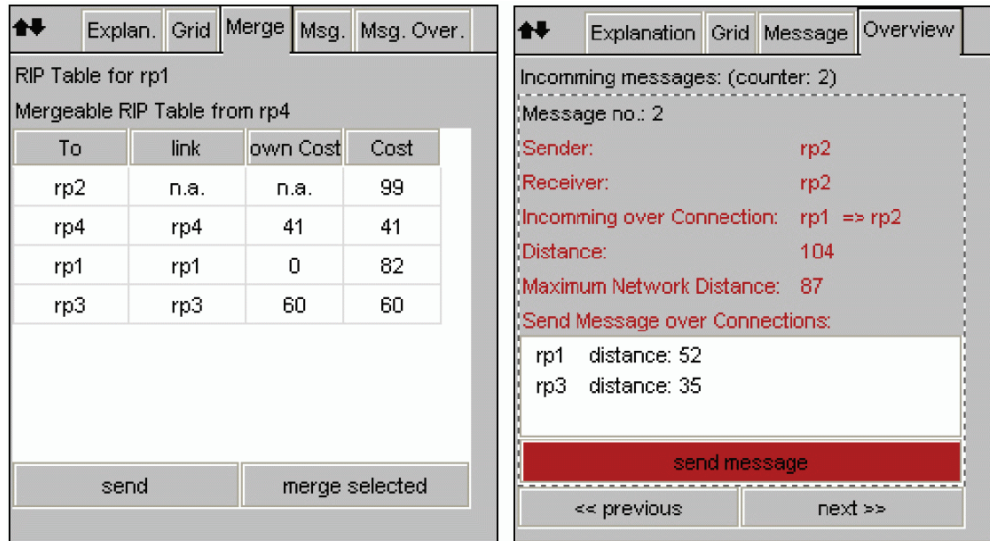 Explan. Grid Merge Msg. Msg. Over.
RIP Table for rp1
Mergeable RIP Table from rp4
To link own Cost Cost
rp2 n.a. n.a. 99
rp4 rp4 41 41
rp1 rp1 0 82
rp3 rp3 60 60
send merge selected
Explanation Grid Message Overview
Incomming messages: (counter: 2)
Message no.: 2
Sender: rp2
Receiver: rp2
Incomming over Connection: rp1 => rp2
Distance: 104
Maximum Network Distance: 87
Send Message over Connections:
rp1 distance: 52
rp3 distance: 35
send message
<< previous next >>